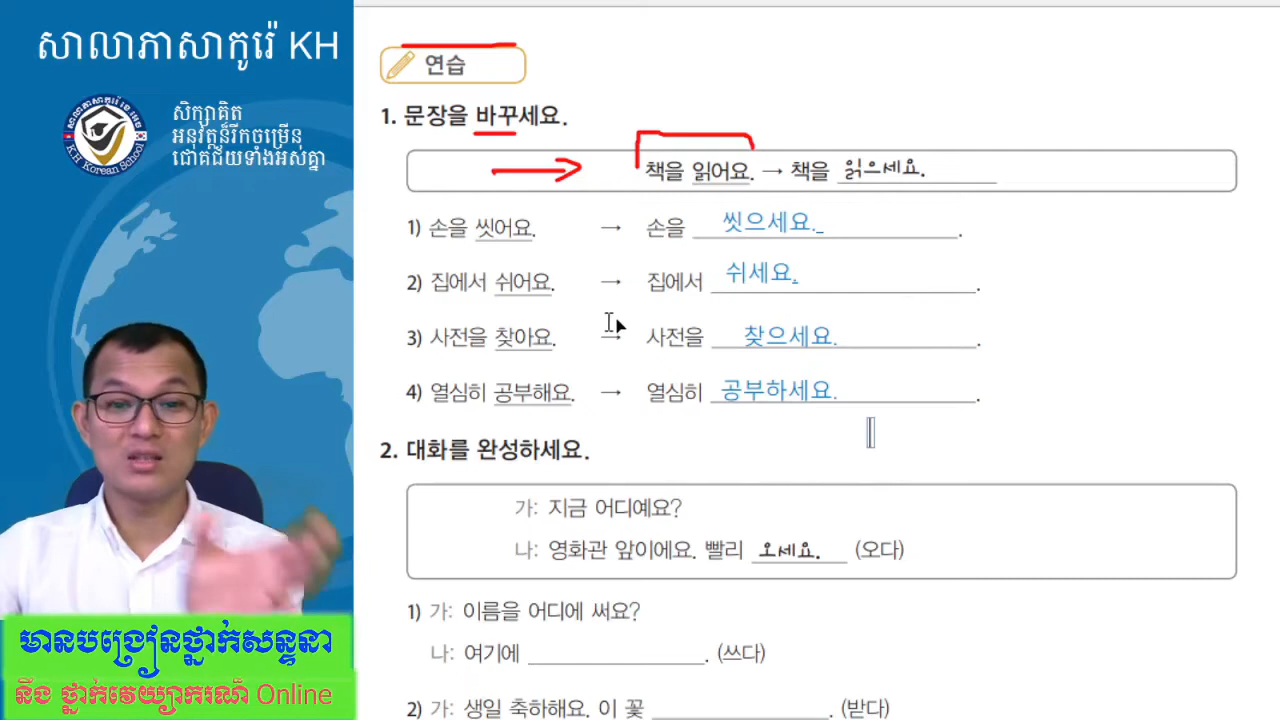 សាលាភាសាកូរ៉េ KH
សិក្សាគិត
អនុវត្តន៍រីកចម្រើន
ជោគជ័យទាំងអស់គ្នា
K H Korean School
មានបង្រៀនថ្នាក់សន្ទនា
និង ថ្នាក់វេយ្យាករណ៍ Online
연습
1. 문장을 바꾸세요.
책을 읽어요. → 책을 읽으세요.
1) 손을 씻어요. → 손을 씻으세요. .
2) 집에서 쉬어요. → 집에서 쉬세요. .
3) 사전을 찾아요. → 사전을 찾으세요. .
4) 열심히 공부해요. → 열심히 공부하세요. .
2. 대화를 완성하세요.
가: 지금 어디예요?
나: 영화관 앞이에요. 빨리 오세요. (오다)
1) 가: 이름을 어디에 써요?
나: 여기에 ______. (쓰다)
2) 가: 생일 축하해요. 이 꽃 ______. (받다)